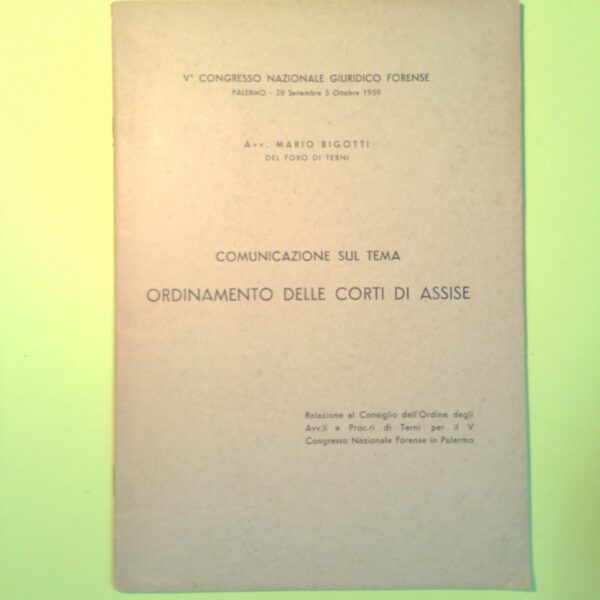 V° CONGRESSO NAZIONALE GIURIDICO FORENSE
PALERMO - 28 Settembre 3 Ottobre 1959
Avv. MARIO BIGOTTI
DEL FORO DI TERNI
COMUNICAZIONE SUL TEMA
ORDINAMENTO DELLE CORTI DI ASSISE
Relazione al Consiglio dell'Ordine degli
Avv.ti e Proc.ri di Terni per il V
Congresso Nazionale Forense in Palermo